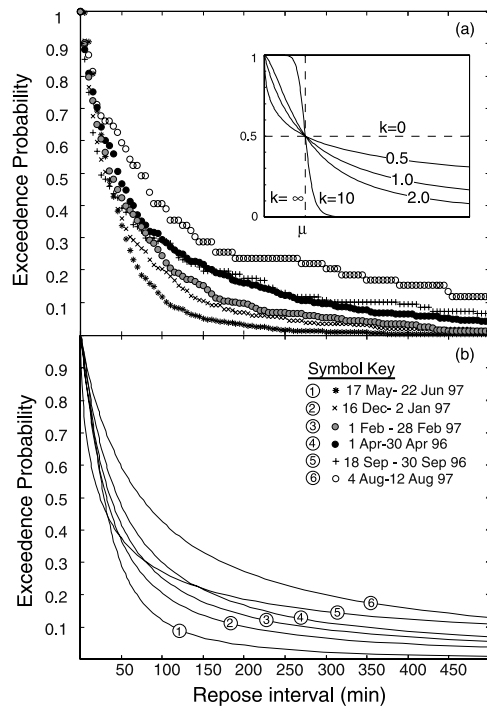 (a)
Exceedence Probability
1
0.9
0.8
0.7
0.6
0.5
0.4
0.3
0.2
0.1
1
0.5
0
k=0
0.5
1.0
2.0
k= ∞
k=10
μ
(b)
Exceedence Probability
0.9
0.8
0.7
0.6
0.5
0.4
0.3
0.2
0.1
Symbol Key
1 17 May- 22 Jun 97
2 16 Dec- 2 Jan 97
3 1 Feb - 28 Feb 97
4 1 Apr-30 Apr 96
5 18 Sep - 30 Sep 96
6 4 Aug-12 Aug 97
1
2
3
4
5
6
50 100 150 200 250 300 350 400 450
Repose interval (min)